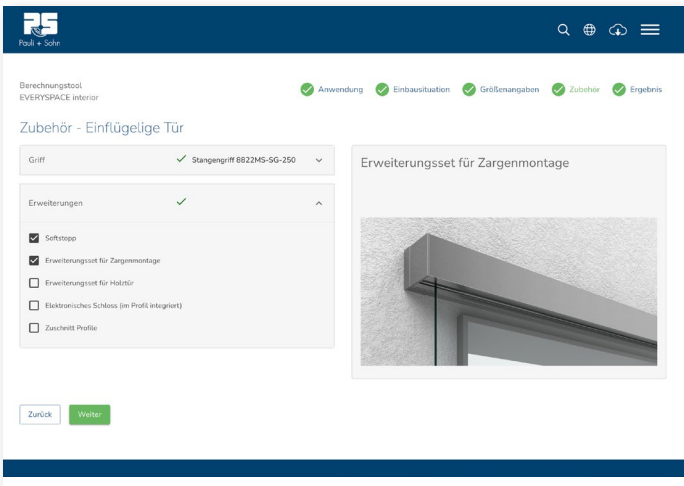 PS
Pauli + Sohn
Berechnungstool
EVERYSPACE interior
Anwendung
Einbausituation
Größenangaben
Zubehör
Ergebnis
Zubehör - Einflügelige Tür
Griff
Stangengriff 8822MS-SG-250
Erweiterungsset für Zargenmontage
Erweiterungen
Softstopp
Erweiterungsset für Zargenmontage
Erweiterungsset für Holztür
Elektronisches Schloss (im Profil integriert)
Zuschnitt Profile
Zurück
Weiter